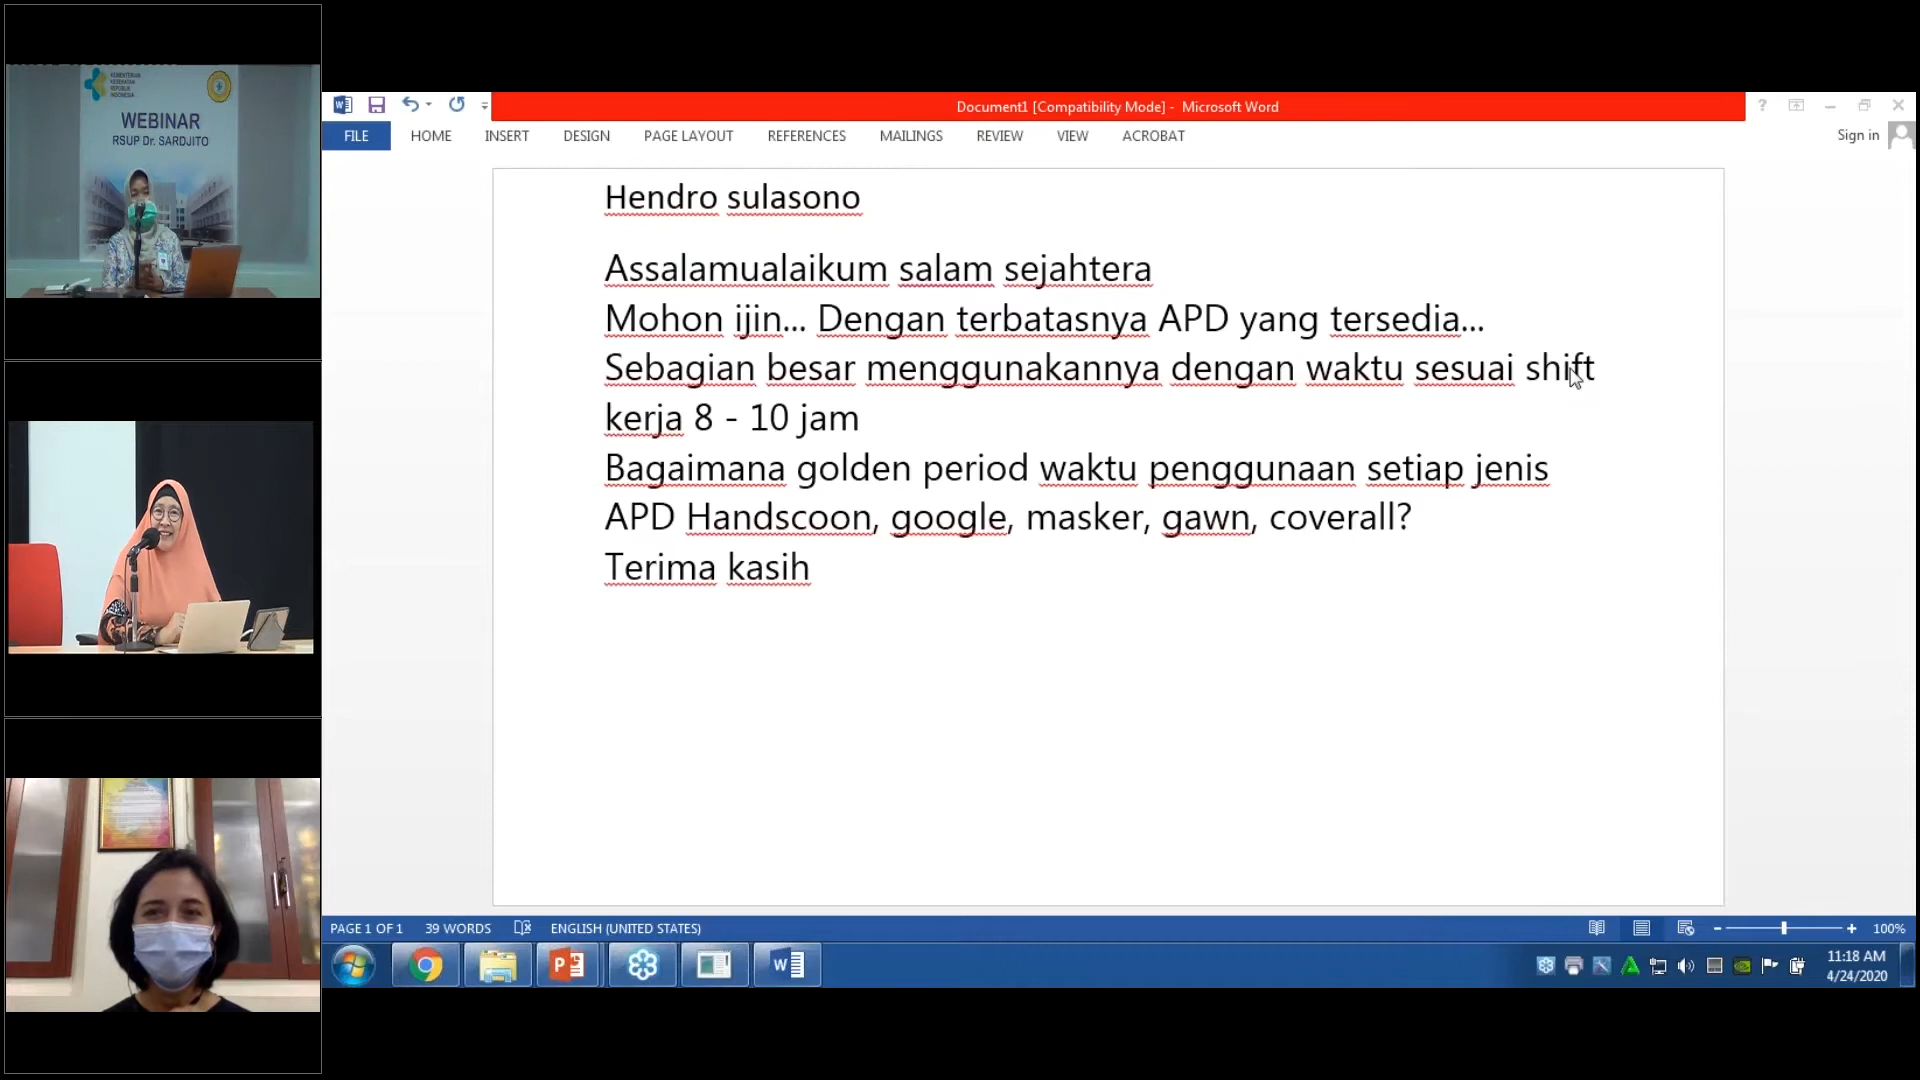 KEMENTERIAN
KESEHATAN
REPUBLIK
INDONESIA
WEBINAR
RSUP Dr. SARDJITO
Document1 [Compatibility Mode] - Microsoft Word
FILE HOME INSERT DESIGN PAGE LAYOUT REFERENCES MAILINGS REVIEW VIEW ACROBAT
Sign in
Hendro sulasono
Assalamualaikum salam sejahtera
Mohon ijin... Dengan terbatasnya APD yang tersedia...
Sebagian besar menggunakannya dengan waktu sesuai shift
kerja 8 - 10 jam
Bagaimana golden period waktu penggunaan setiap jenis
APD Handscoon, google, masker, gawn, coverall?
Terima kasih
PAGE 1 OF 1 39 WORDS ENGLISH (UNITED STATES)
100%
11:18 AM
4/24/2020